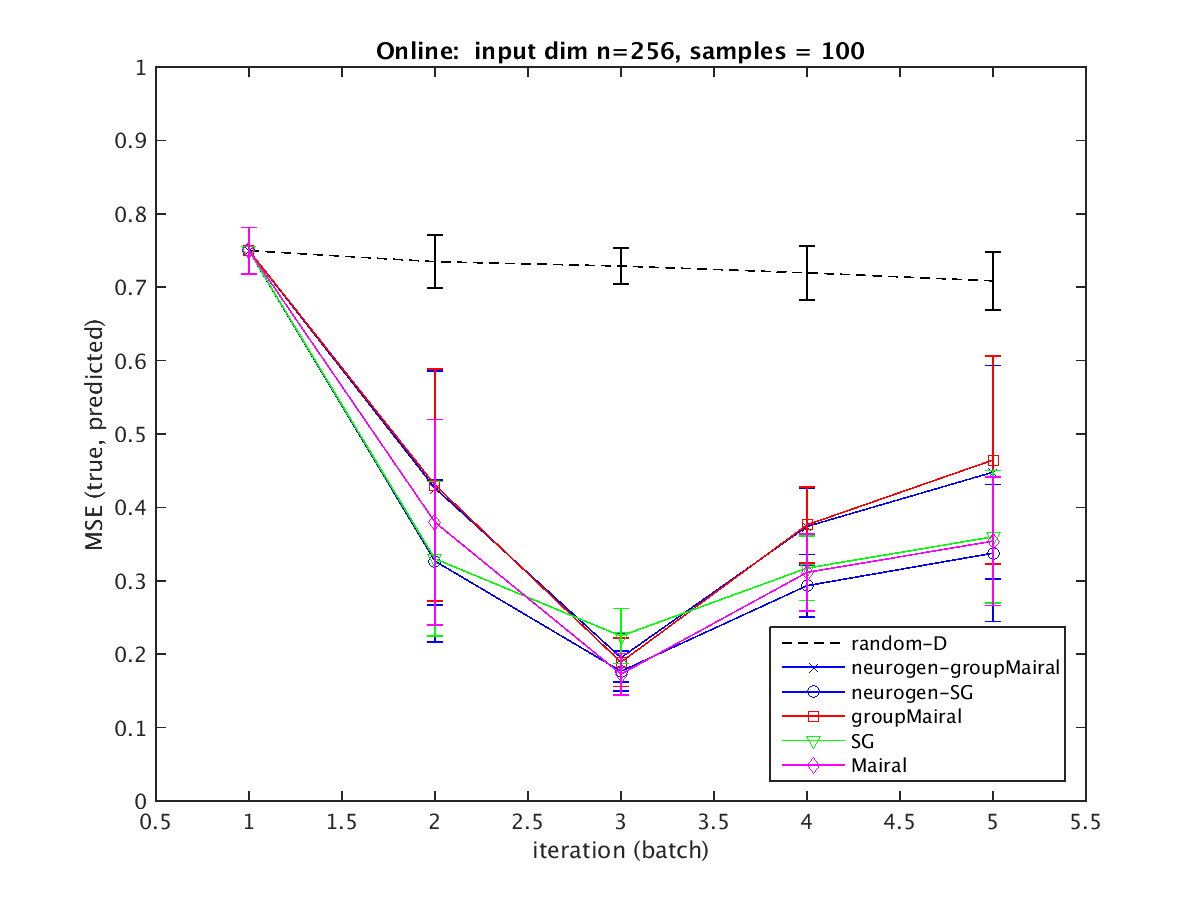 Online:  input dim n=256, samples = 100
MSE (true, predicted)
1
0.9
0.8
0.7
0.6
0.5
0.4
0.3
0.2
0.1
0
0.5 1 1.5 2 2.5 3 3.5 4 4.5 5 5.5
iteration (batch)
random-D
neurogen-groupMairal
neurogen-SG
groupMairal
SG
Mairal